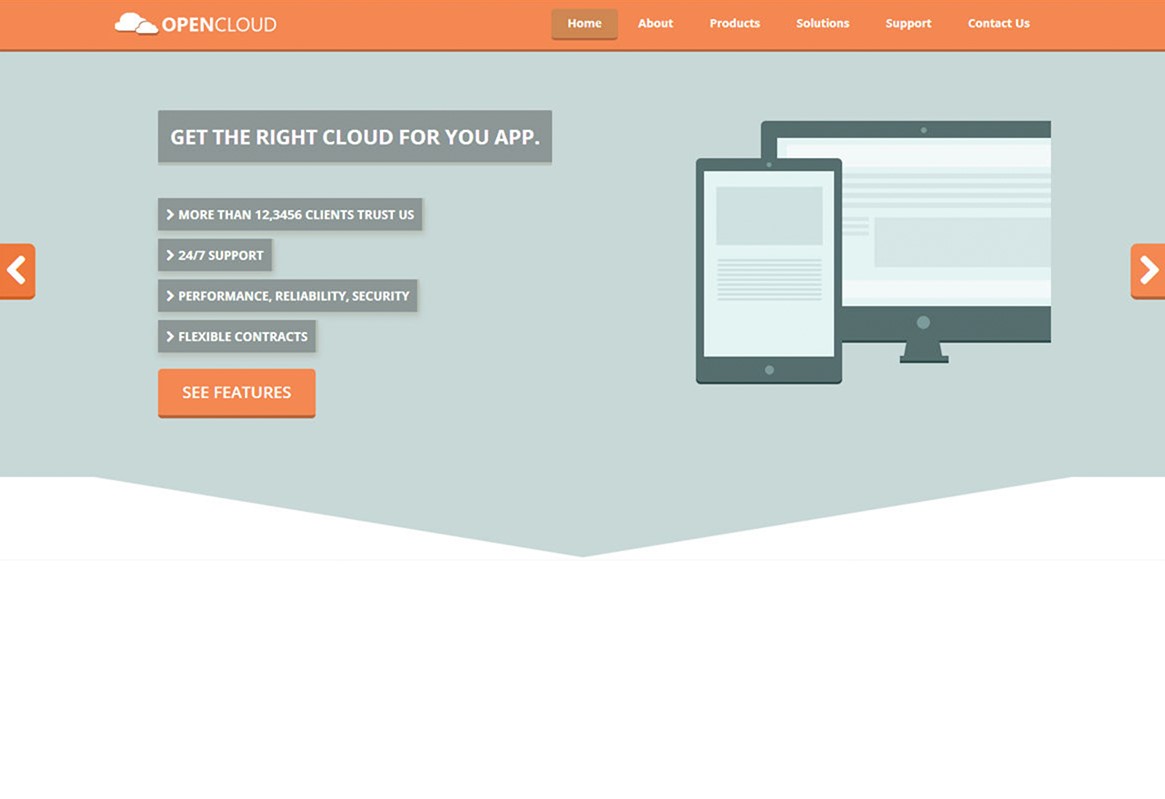 OPENCLOUD
Home About Products Solutions Support Contact Us
GET THE RIGHT CLOUD FOR YOU APP.
MORE THAN 12,3456 CLIENTS TRUST US
24/7 SUPPORT
PERFORMANCE, RELIABILITY, SECURITY
FLEXIBLE CONTRACTS
SEE FEATURES